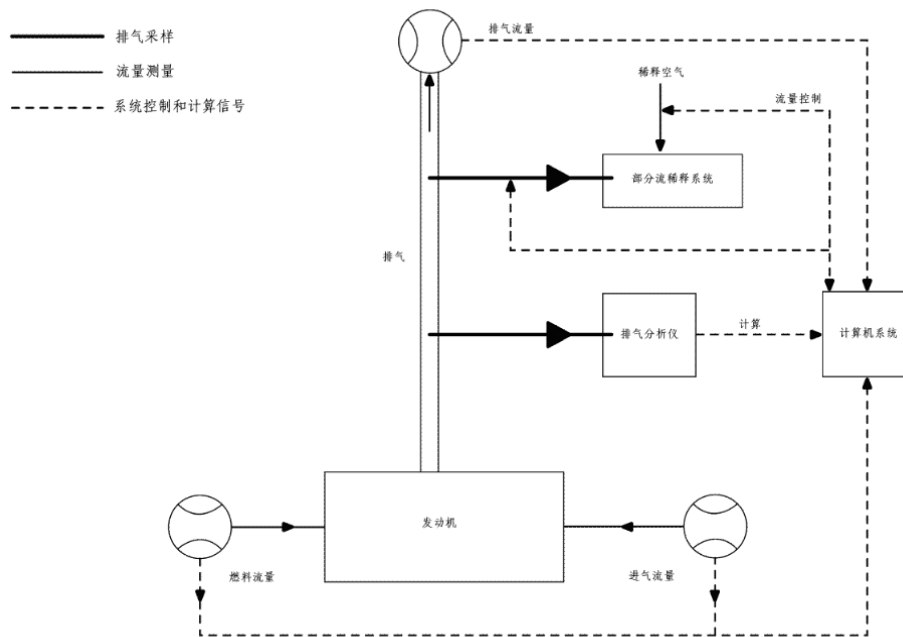 排气采样
流量测量
系统控制和计算信号
排气流量
稀释空气
流量控制
部分流稀释系统
排气
排气分析仪
计算
计算机系统
发动机
燃料流量
进气流量